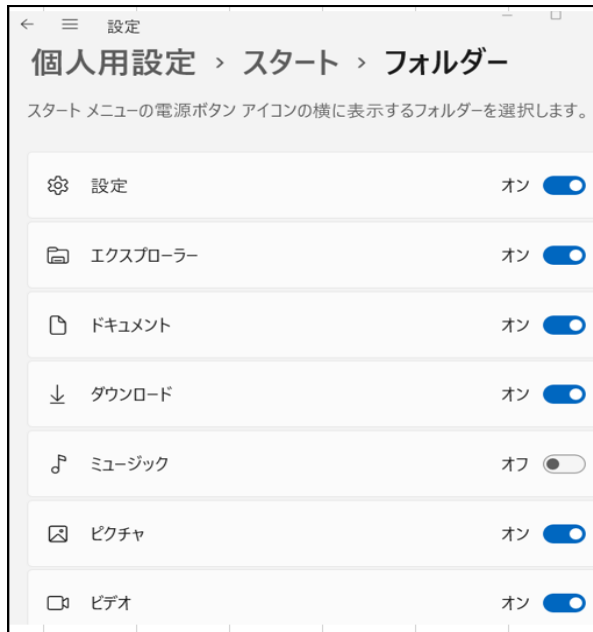 設定
個人用設定 › スタート › フォルダー
スタート メニューの電源ボタン アイコンの横に表示するフォルダーを選択します。
設定 オン
エクスプローラー オン
ドキュメント オン
ダウンロード オン
ミュージック オフ
ピクチャ オン
ビデオ オン